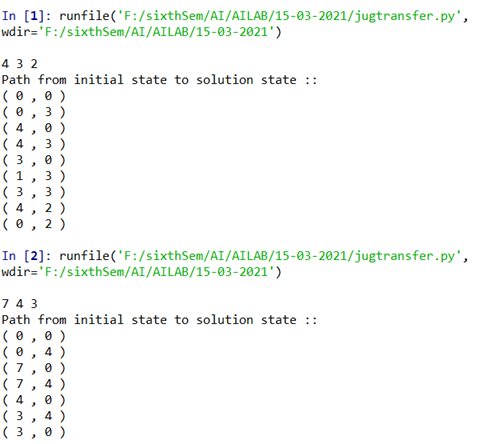 In [1]: runfile('F:/sixthSem/AI/AILAB/15-03-2021/jugtransfer.py',
wdir='F:/sixthSem/AI/AILAB/15-03-2021')
4 3 2
Path from initial state to solution state ::
( 0 , 0 )
( 0 , 3 )
( 4 , 0 )
( 4 , 3 )
( 3 , 0 )
( 1 , 3 )
( 3 , 3 )
( 4 , 2 )
( 0 , 2 )
In [2]: runfile('F:/sixthSem/AI/AILAB/15-03-2021/jugtransfer.py',
wdir='F:/sixthSem/AI/AILAB/15-03-2021')
7 4 3
Path from initial state to solution state ::
( 0 , 0 )
( 0 , 4 )
( 7 , 0 )
( 7 , 4 )
( 4 , 0 )
( 3 , 4 )
( 3 , 0 )